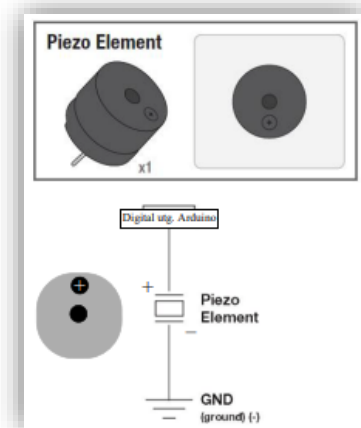 Piezo Element
+
x1
Digital utg. Arduino
+
+
Piezo
Element
−
GND
(ground) (-)